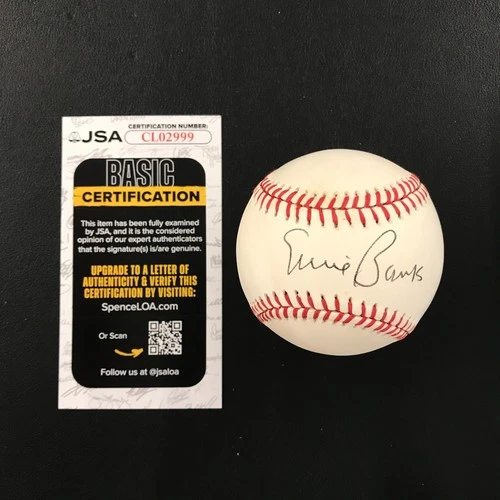 JSA
CERTIFICATION NUMBER:
CL02999
BASIC
CERTIFICATION
This item has been fully examined
by JSA, and it is the considered
opinion of our expert authenticators
that the signature(s) is/are genuine.
UPGRADE TO A LETTER OF
AUTHENTICITY & VERIFY THIS
CERTIFICATION BY VISITING:
SpenceLOA.com
Or Scan
Follow us at @jsaloa
Ernie Banks